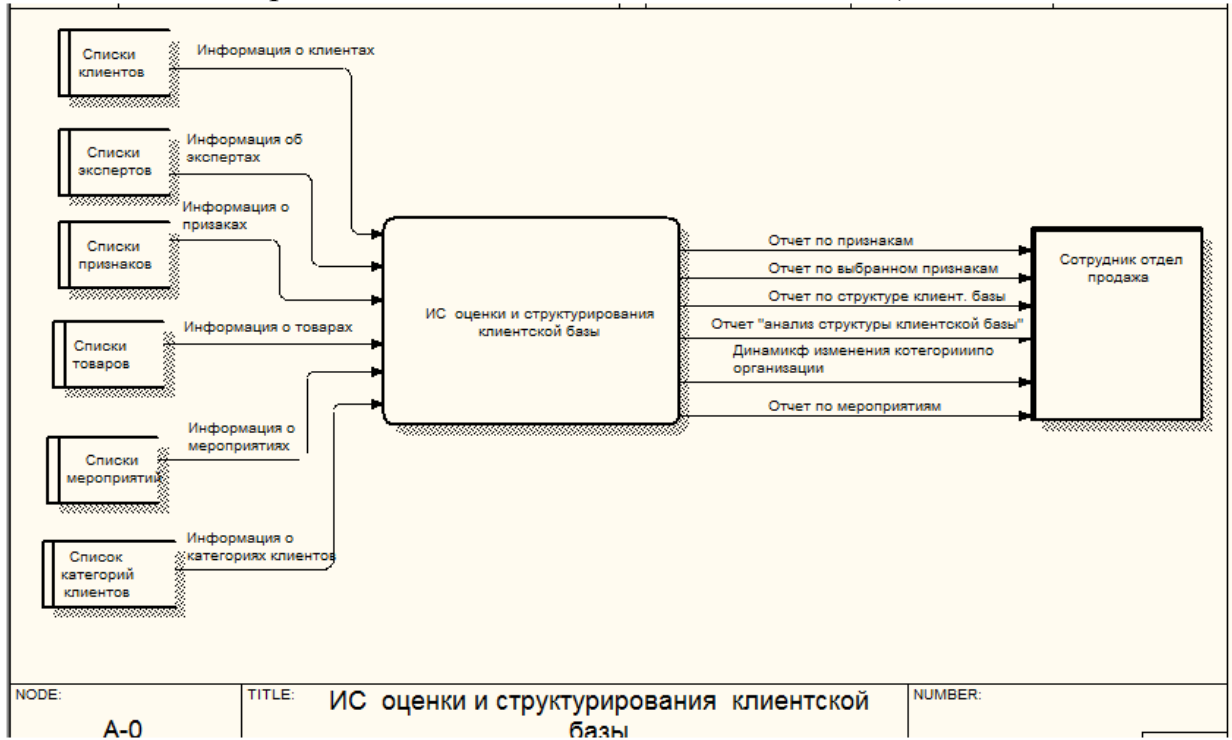 Списки
клиентов
Информация о клиентах
Списки
экспертов
Информация об
экспертах
Списки
признаков
Информация о
призаках
Списки
товаров
Информация о товарах
Списки
мероприятий
Информация о
мероприятиях
Список
категорий
клиентов
Информация о
категориях клиентов
ИС оценки и структурирования
клиентской базы
Отчет по признакам
Отчет по выбранном признакам
Отчет по структуре клиент. базы
Отчет "анализ структуры клиентской базы"
Динамикф изменения котегорииипо
организации
Отчет по мероприятиям
Сотрудник отдел
продажа
NODE:
A-0
TITLE:
ИС оценки и структурирования клиентской
базы
NUMBER: